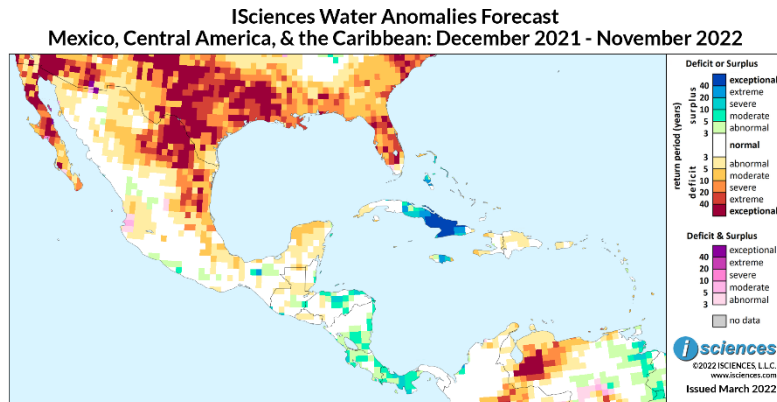 ISciences Water Anomalies Forecast
Mexico, Central America, & the Caribbean: December 2021 - November 2022
Deficit or Surplus
return period (years)
surplus
deficit
40
20
10
5
3
exceptional
extreme
severe
moderate
abnormal
normal
3
5
10
20
40
abnormal
moderate
severe
extreme
exceptional
Deficit & Surplus
40
20
10
5
3
exceptional
extreme
severe
moderate
abnormal
no data
i sciences
©2022 ISCIENCES, L.L.C.
www.isciences.com
Issued March 2022